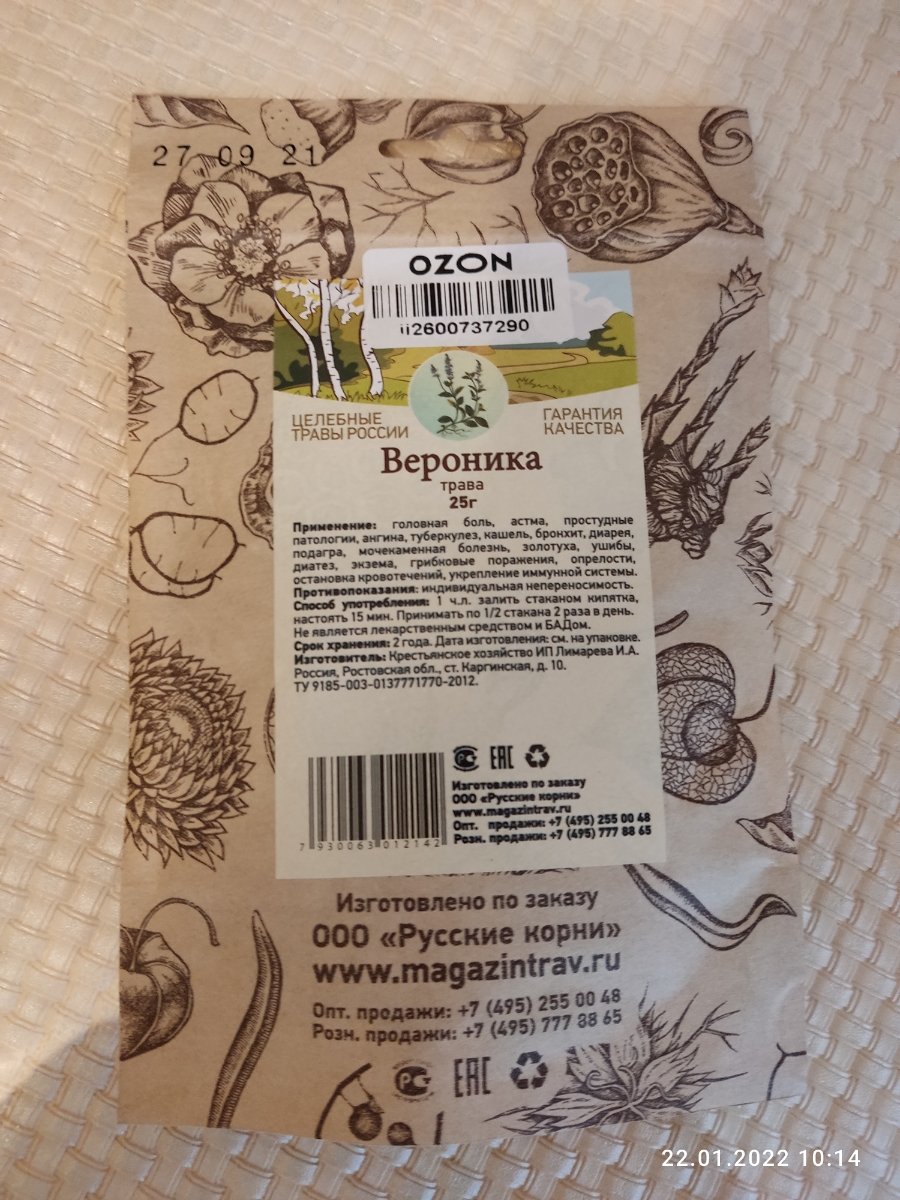 27 09 21
OZON
ii2600737290
ЦЕЛЕБНЫЕ
ТРАВЫ РОССИИ
ГАРАНТИЯ
КАЧЕСТВА
Вероника
трава
25г
Применение: головная боль, астма, простудные
патологии, ангина, туберкулез, кашель, бронхит, диарея,
подагра, мочекаменная болезнь, золотуха, ушибы,
диатез, экзема, грибковые поражения, опрелости,
остановка кровотечений, укрепление иммунной системы.
Противопоказания: индивидуальная непереносимость.
Способ употребления: 1 ч.л. залить стаканом кипятка,
настоять 15 мин. Принимать по 1/2 стакана 2 раза в день.
Не является лекарственным средством и БАДом.
Срок хранения: 2 года. Дата изготовления: см. на упаковке.
Изготовитель: Крестьянское хозяйство ИП Лимарева И.А.
Россия, Ростовская обл., ст. Каргинская, д. 10.
ТУ 9185-003-0137771770-2012.
РС ЕАС
Изготовлено по заказу
ООО «Русские корни»
www.magazintrav.ru
Опт. продажи: +7 (495) 255 00 48
Розн. продажи: +7 (495) 777 88 65
7 930063 012142
Изготовлено по заказу
ООО «Русские корни»
www.magazintrav.ru
Опт. продажи: +7 (495) 255 00 48
Розн. продажи: +7 (495) 777 88 65
РС ЕАС
22.01.2022 10:14